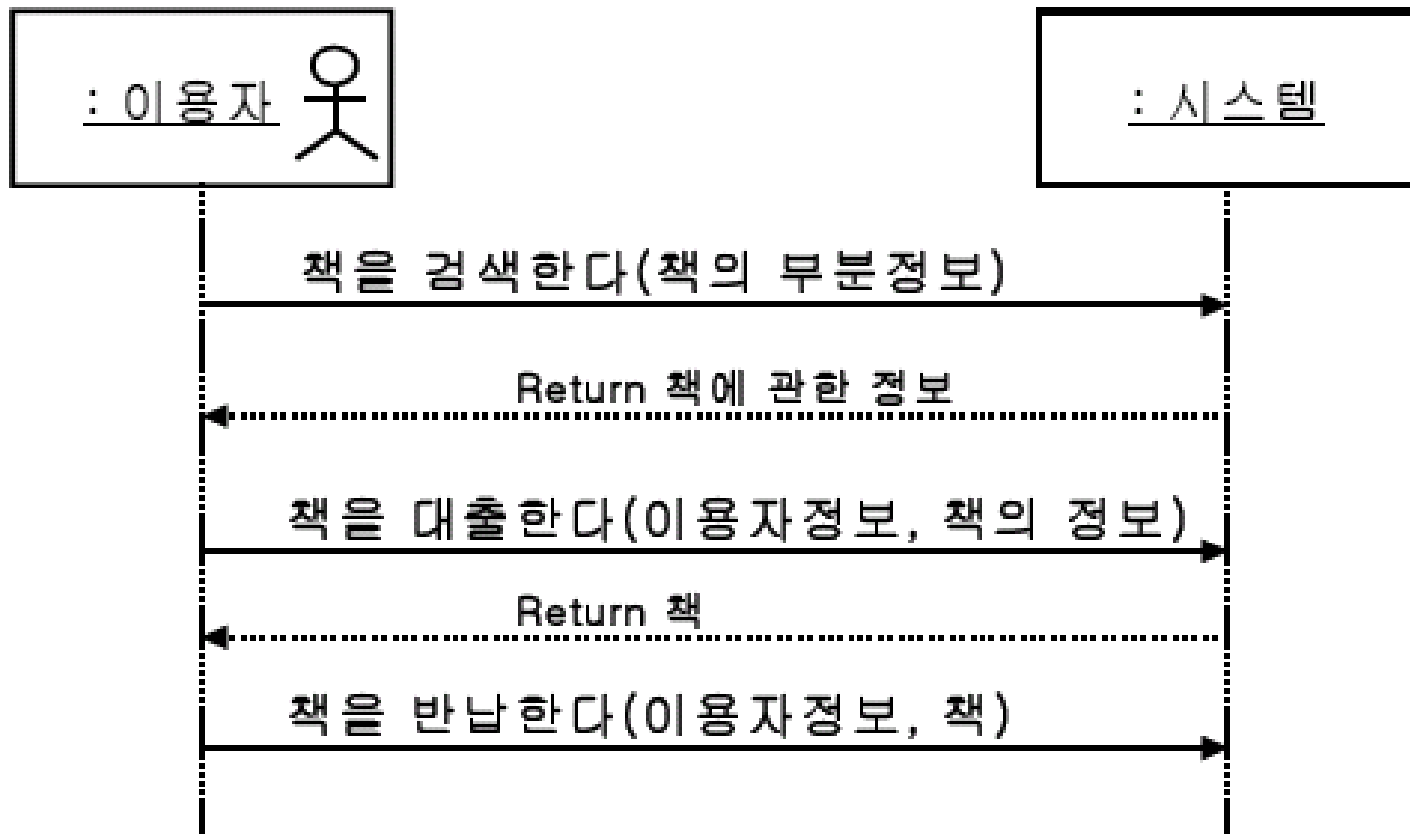 : 이용자
: 시스템
책을 검색한다(책의 부분정보)
Return 책에 관한 정보
책을 대출한다(이용자정보, 책의 정보)
Return 책
책을 반납한다(이용자정보, 책)